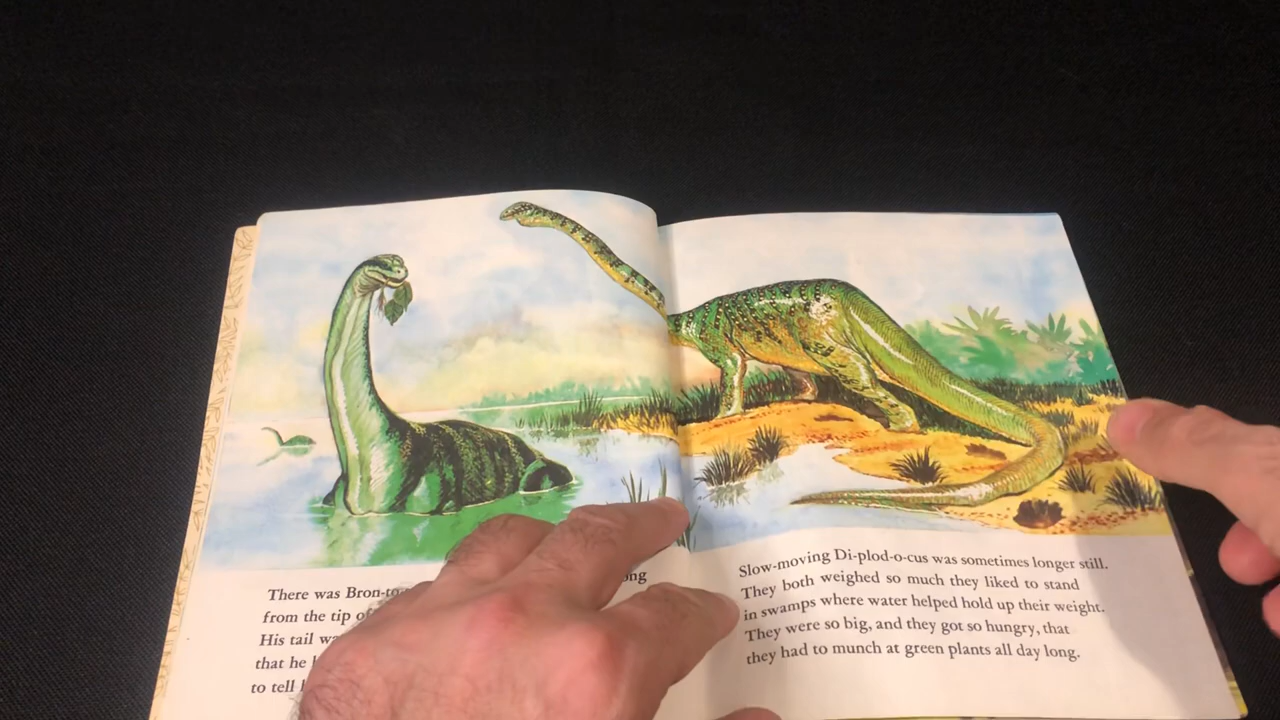 There was Bron-to
ong
from the tip of
His tail wa
that he
to tell
Slow-moving Di-plod-o-cus was sometimes longer still.
They both weighed so much they liked to stand
in swamps where water helped hold up their weight.
They were so big, and they got so hungry, that
they had to munch at green plants all day long.